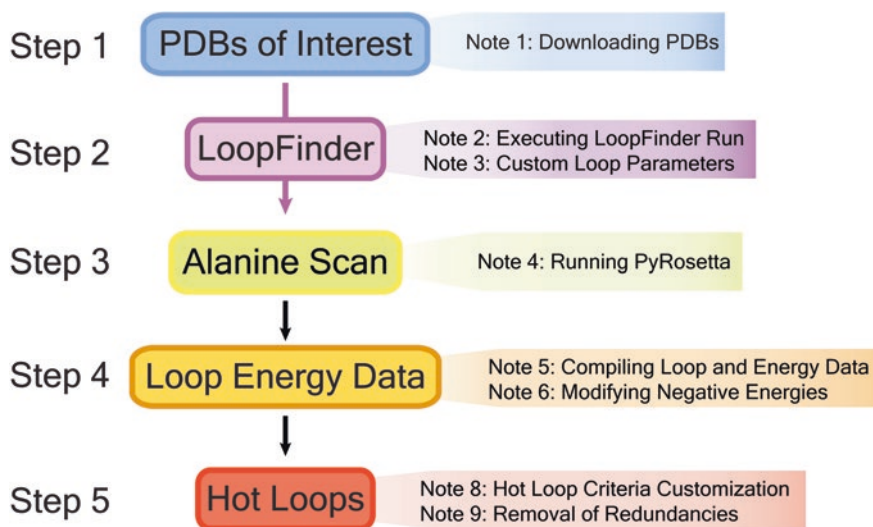 Step 1
PDBs of Interest
Note 1: Downloading PDBs
Step 2
LoopFinder
Note 2: Executing LoopFinder Run
Note 3: Custom Loop Parameters
Step 3
Alanine Scan
Note 4: Running PyRosetta
Step 4
Loop Energy Data
Note 5: Compiling Loop and Energy Data
Note 6: Modifying Negative Energies
Step 5
Hot Loops
Note 8: Hot Loop Criteria Customization
Note 9: Removal of Redundancies